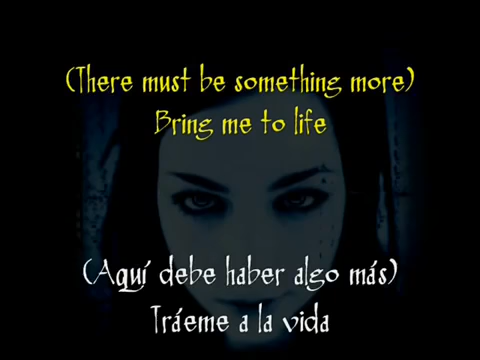 (There must be something more)
Bring me to life
(Aquí debe haber algo más)
Tráeme a la vida